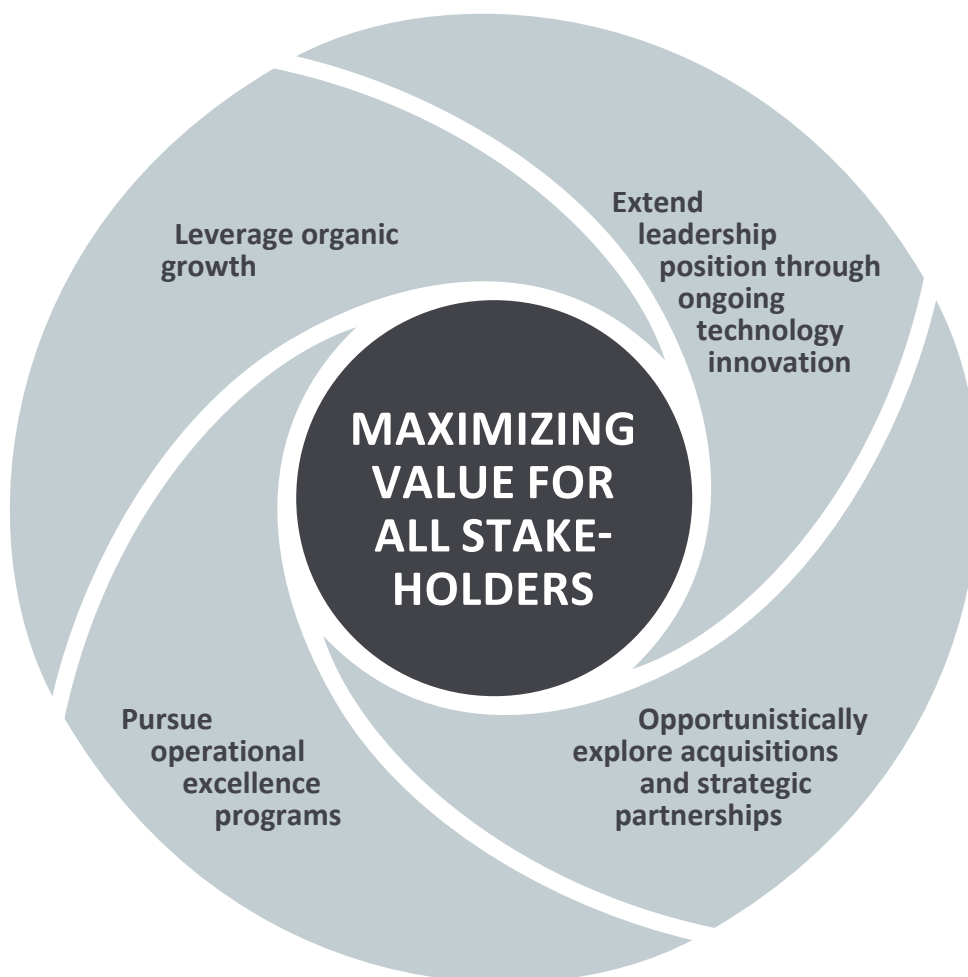 Leverage organic
growth
Extend
leadership
position through
ongoing
technology
innovation
MAXIMIZING
VALUE FOR
ALL STAKE-
HOLDERS
Pursue
operational
excellence
programs
Opportunistically
explore acquisitions
and strategic
partnerships